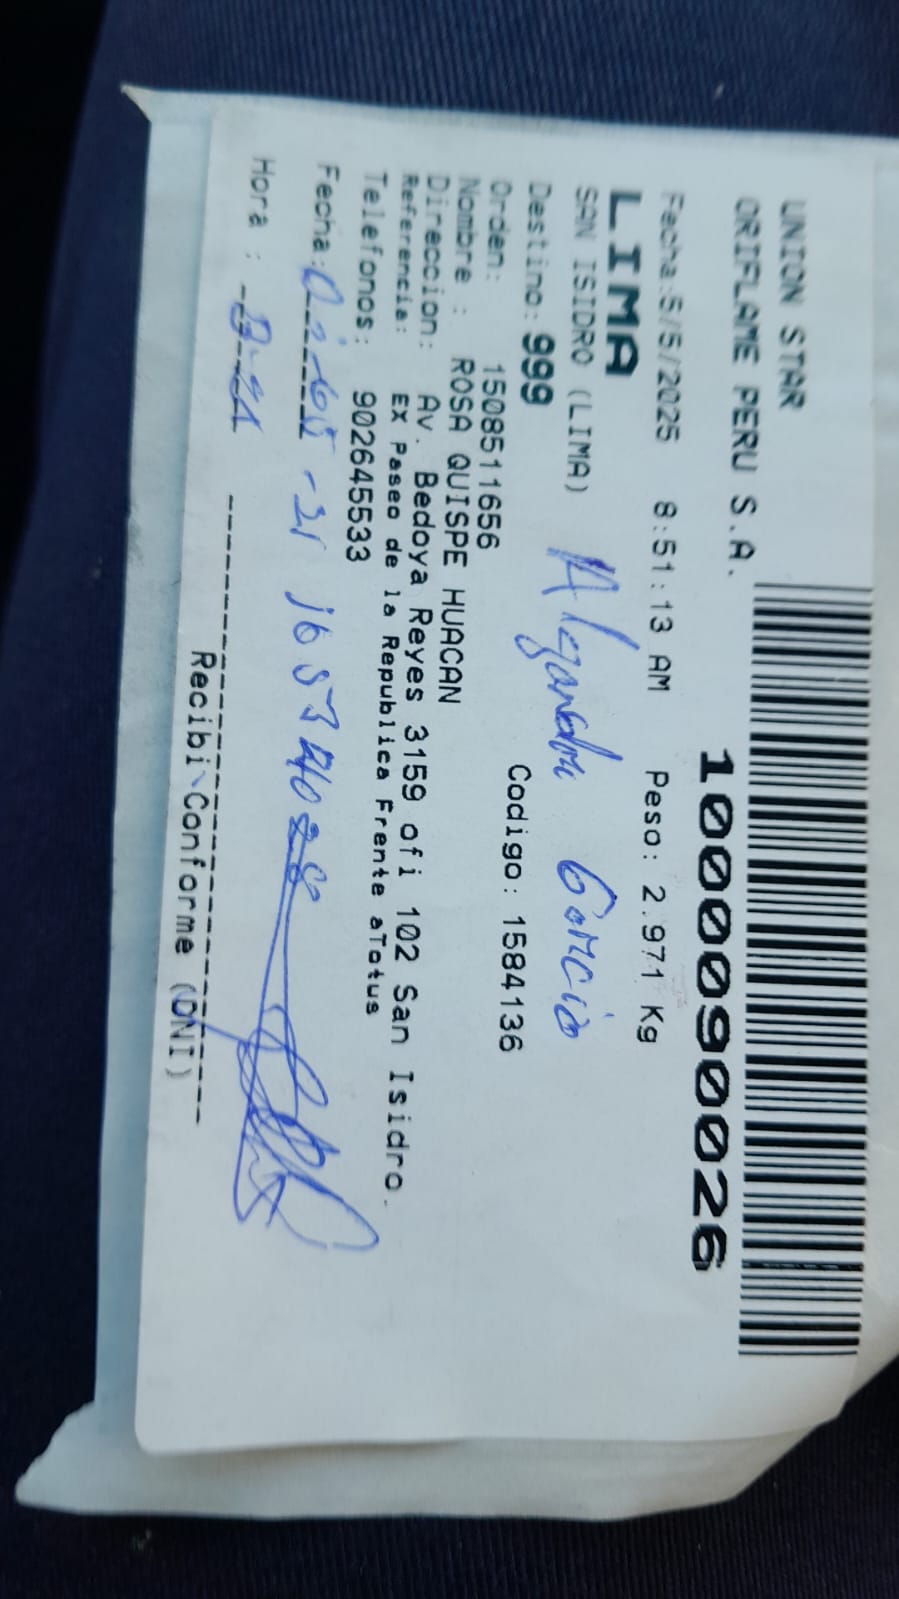 UNION STAR
ORIFLAME PERU S.A.
1000090026
Fecha:5/5/2025 8:51:13 AM Peso: 2.971 Kg
LIMA
SAN ISIDRO (LIMA)
Garcia
Destino: 999
Orden: 1508511656 Codigo: 1584136
Nombre : ROSA QUISPE HUACAN
Direccion: Av. Bedoya Reyes 3159 ofi 102 San Isidro.
Referencia: EX Paseo de la Republica Frente aTotus
Telefonos: 902645533
Fecha:
Hora :
Recibi Conforme (DNI)